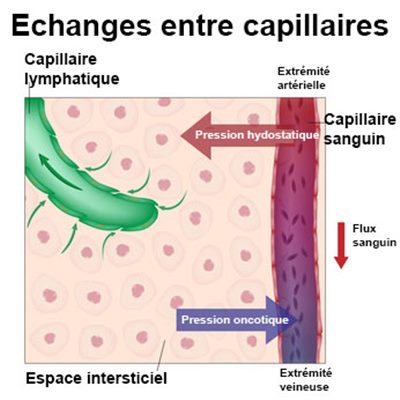 Echanges entre capillaires
Capillaire
lymphatique
Extrémité
artérielle
Capillaire
sanguin
Pression hydostatique
Flux
sanguin
Pression oncotique
Espace intersticiel
Extrémité
veineuse